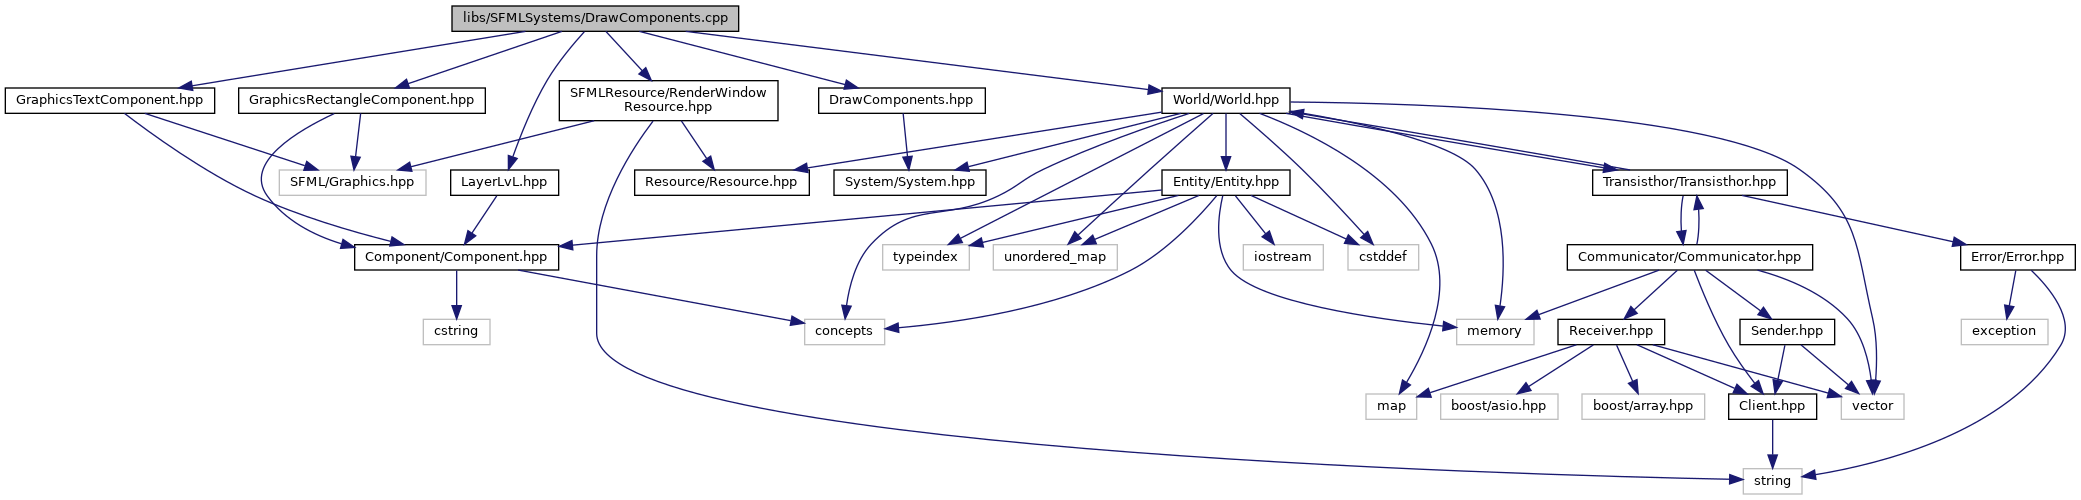 libs/SFMLSystems/DrawComponents.cpp
GraphicsTextComponent.hpp
GraphicsRectangleComponent.hpp
SFMLResource/RenderWindow
Resource.hpp
DrawComponents.hpp
World/World.hpp
SFML/Graphics.hpp
LayerLvL.hpp
Resource/Resource.hpp
System/System.hpp
Entity/Entity.hpp
Transisthor/Transisthor.hpp
Component/Component.hpp
typeindex
unordered_map
iostream
cstddef
Communicator/Communicator.hpp
Error/Error.hpp
cstring
concepts
memory
Receiver.hpp
Sender.hpp
exception
map
boost/asio.hpp
boost/array.hpp
Client.hpp
vector
string